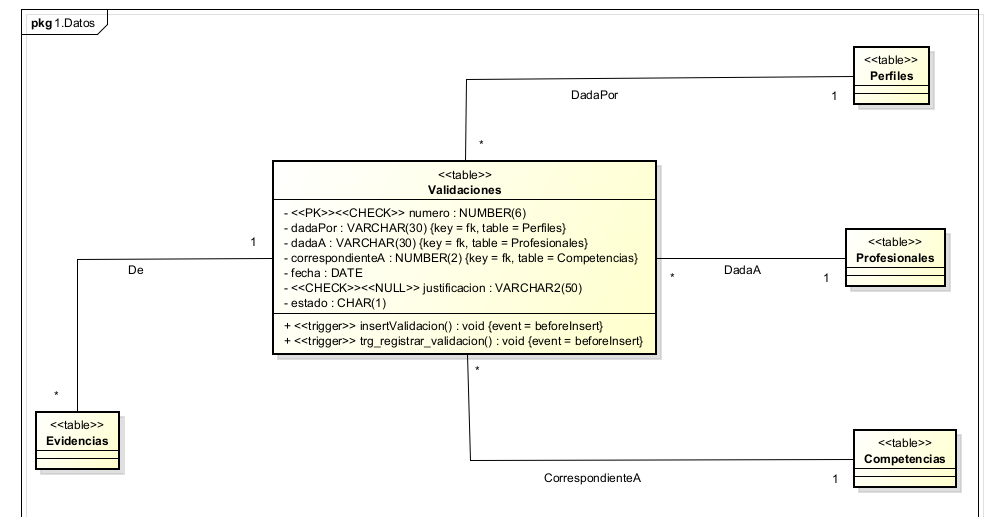 pkg 1.Datos
<<table>>
Perfiles
DadaPor
1
*
<<table>>
Validaciones
- <<PK>><<CHECK>> numero : NUMBER(6)
- dadaPor : VARCHAR(30) {key = fk, table = Perfiles}
- dadaA : VARCHAR(30) {key = fk, table = Profesionales}
- correspondienteA : NUMBER(2) {key = fk, table = Competencias}
- fecha : DATE
- <<CHECK>><<NULL>> justificacion : VARCHAR2(50)
- estado : CHAR(1)
+ <<trigger>> insertValidacion() : void {event = beforeInsert}
+ <<trigger>> trg_registrar_validacion() : void {event = beforeInsert}
1
De
*
<<table>>
Profesionales
*
DadaA
1
*
<<table>>
Evidencias
<<table>>
Competencias
CorrespondienteA
1